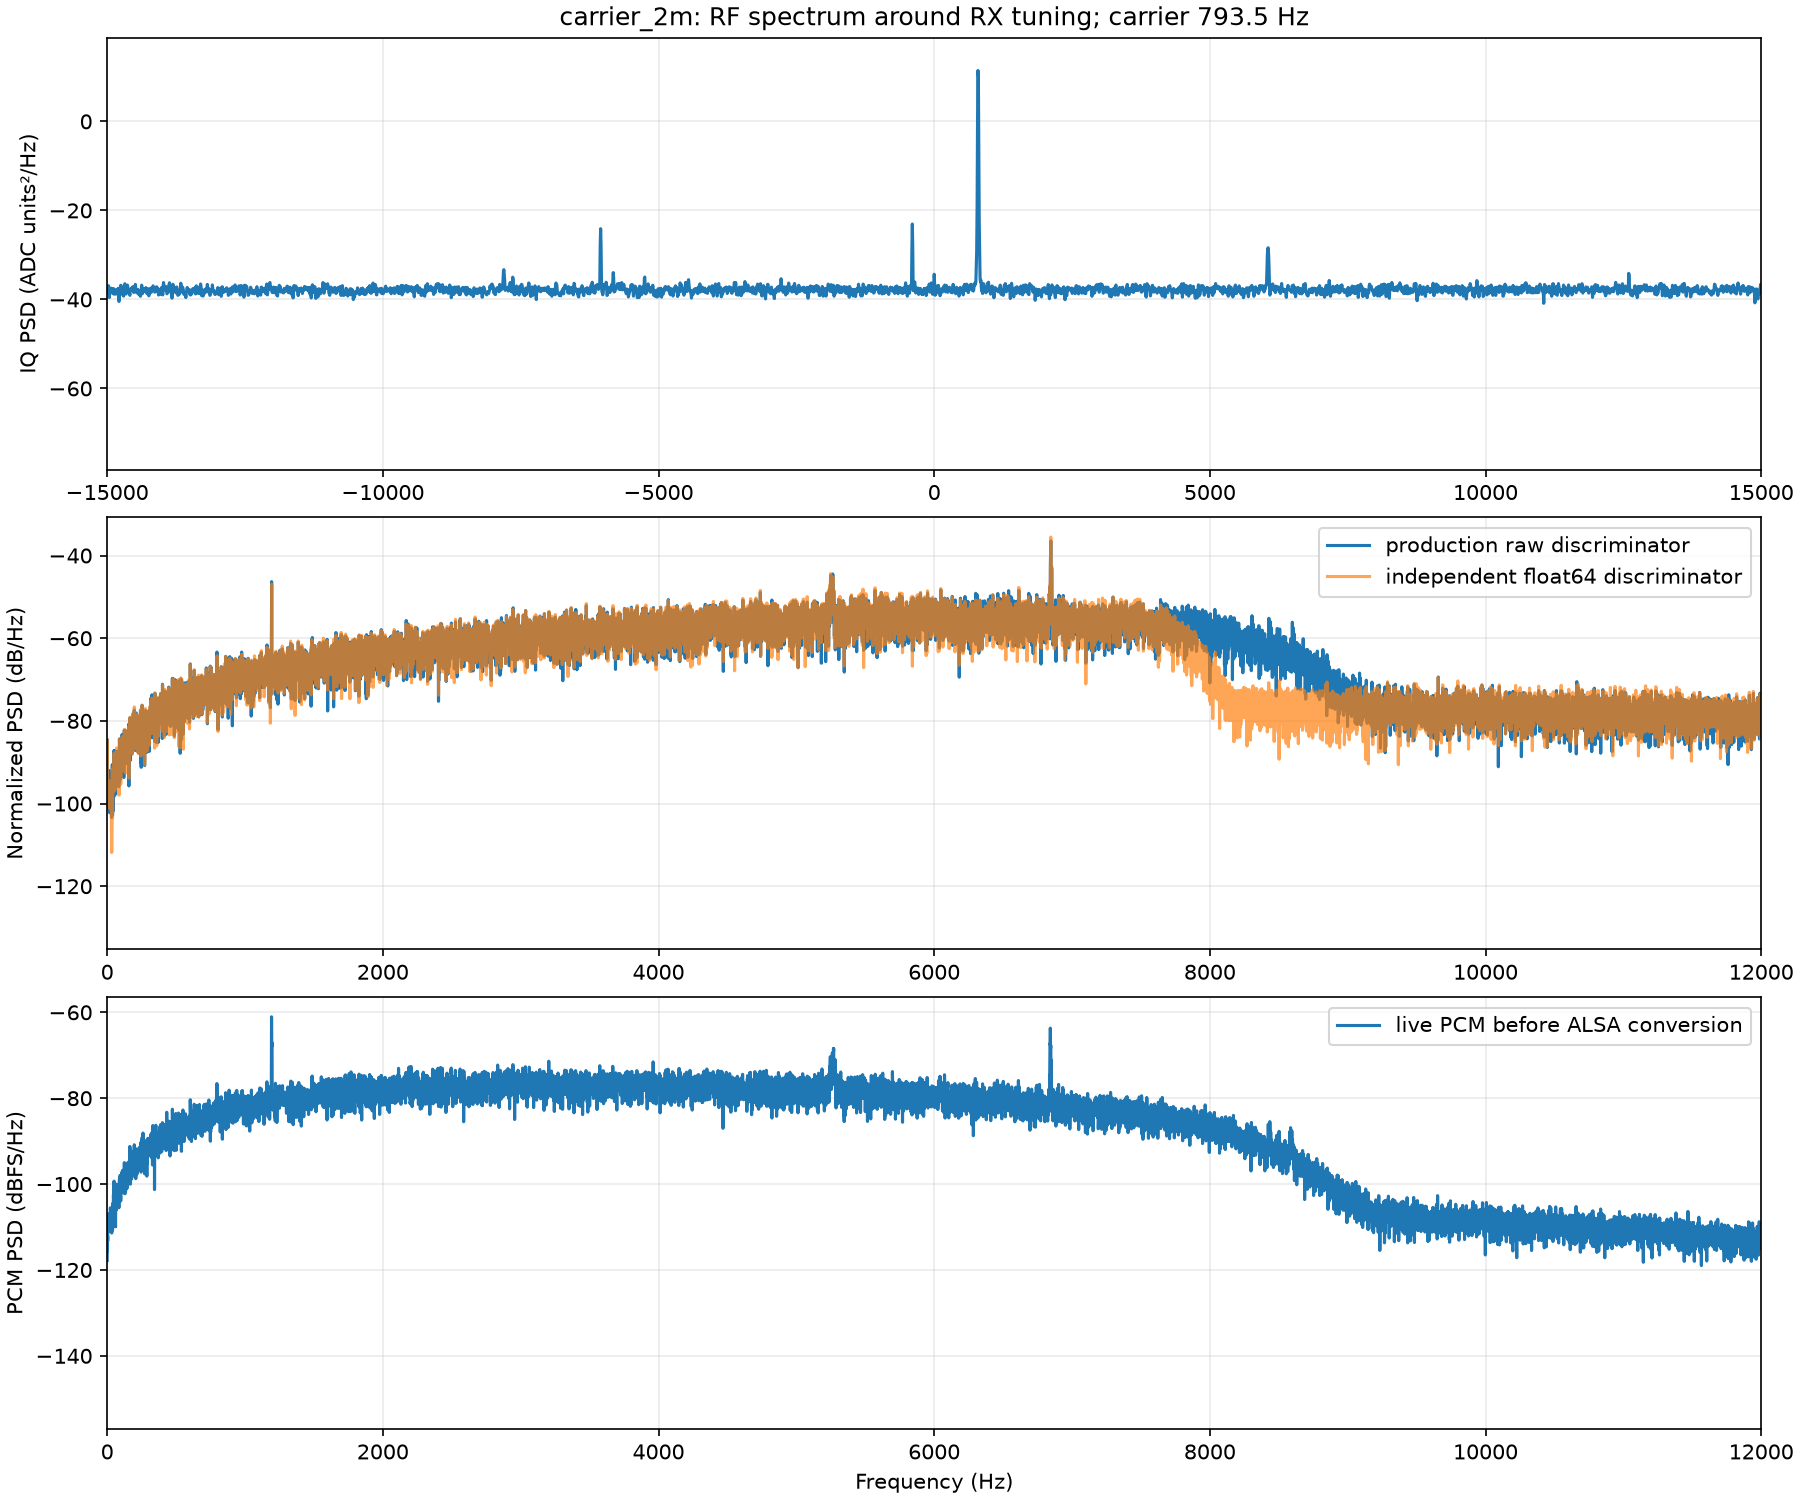 carrier_2m: RF spectrum around RX tuning; carrier 793.5 Hz
IQ PSD (ADC units²/Hz)
0
−20
−40
−60
−15000 −10000 −5000 0 5000 10000 15000
Normalized PSD (dB/Hz)
production raw discriminator
independent float64 discriminator
−40
−60
−80
−100
−120
0 2000 4000 6000 8000 10000 12000
PCM PSD (dBFS/Hz)
live PCM before ALSA conversion
−60
−80
−100
−120
−140
0 2000 4000 6000 8000 10000 12000
Frequency (Hz)